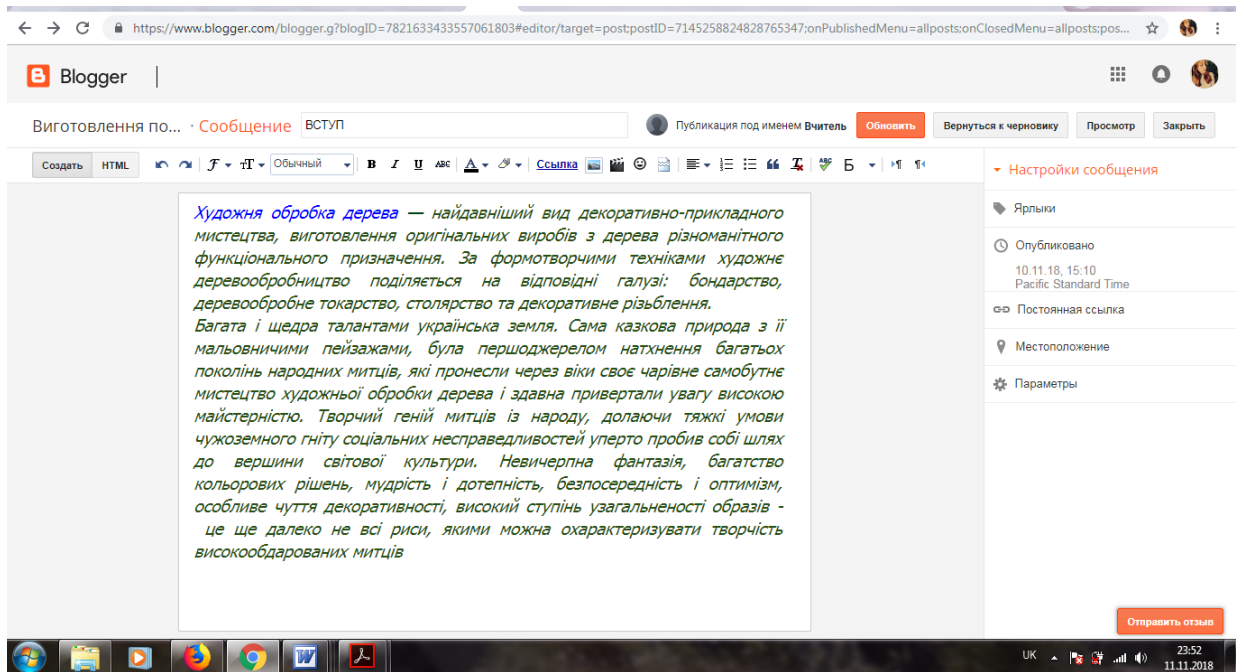 https://www.blogger.com/blogger.g?blogID=7821633433557061803#editor/target=post;postID=7145258824828765347;onPublishedMenu=allposts;onClosedMenu=allposts;pos...
Blogger
Виготовлення по... · Сообщение ВСТУП Публикация под именем Вчитель Обновить Вернуться к черновику Просмотр Закрыть
Создать HTML Обычный Ссылка
Настройки сообщения
Ярлыки
Опубликовано
10.11.18, 15:10
Pacific Standard Time
Постоянная ссылка
Местоположение
Параметры
Художня обробка дерева — найдавніший вид декоративно-прикладного
мистецтва, виготовлення оригінальних виробів з дерева різноманітного
функціонального призначення. За формотворчими техніками художнє
деревообробництво поділяється на відповідні галузі: бондарство,
деревообробне токарство, столярство та декоративне різьблення.
Багата і щедра талантами українська земля. Сама казкова природа з її
мальовничими пейзажами, була першоджерелом натхнення багатьох
поколінь народних митців, які пронесли через віки своє чарівне самобутнє
мистецтво художньої обробки дерева і здавна привертали увагу високою
майстерністю. Творчий геній митців із народу, долаючи тяжкі умови
чужоземного гніту соціальних несправедливостей уперто пробив собі шлях
до вершини світової культури. Невичерпна фантазія, багатство
кольорових рішень, мудрість і дотепність, безпосередність і оптимізм,
особливе чуття декоративності, високий ступінь узагальненості образів -
це ще далеко не всі риси, якими можна охарактеризувати творчість
високообдарованих митців
Отправить отзыв
UK 23:52
11.11.2018